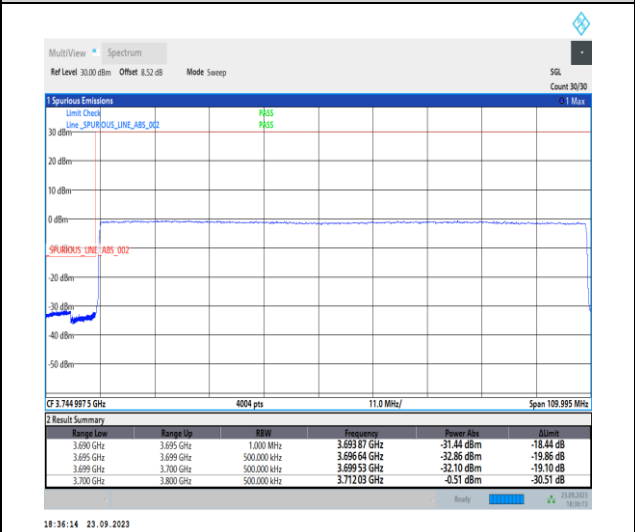 MultiView Spectrum
Ref Level 30.00 dBm Offset 8.52 dB Mode Sweep SGL
Count 30/30
1 Spurious Emissions 1 Max
Limit Check PASS
Line _SPURIOUS_LINE_ABS_002 PASS
30 dBm
20 dBm
10 dBm
0 dBm
_SPURIOUS_LINE_ABS_002
-20 dBm
-30 dBm
-40 dBm
-50 dBm
CF 3.744 997 5 GHz 4004 pts 11.0 MHz/ Span 109.995 MHz
2 Result Summary
Range Low Range Up RBW Frequency Power Abs ΔLimit
3.690 GHz 3.695 GHz 1.000 MHz 3.693 87 GHz -31.44 dBm -18.44 dB
3.695 GHz 3.699 GHz 500.000 kHz 3.696 64 GHz -32.86 dBm -19.86 dB
3.699 GHz 3.700 GHz 500.000 kHz 3.699 53 GHz -32.10 dBm -19.10 dB
3.700 GHz 3.800 GHz 500.000 kHz 3.712 03 GHz -0.51 dBm -30.51 dB
Ready 23.09.2023
18:36:13
18:36:14 23.09.2023